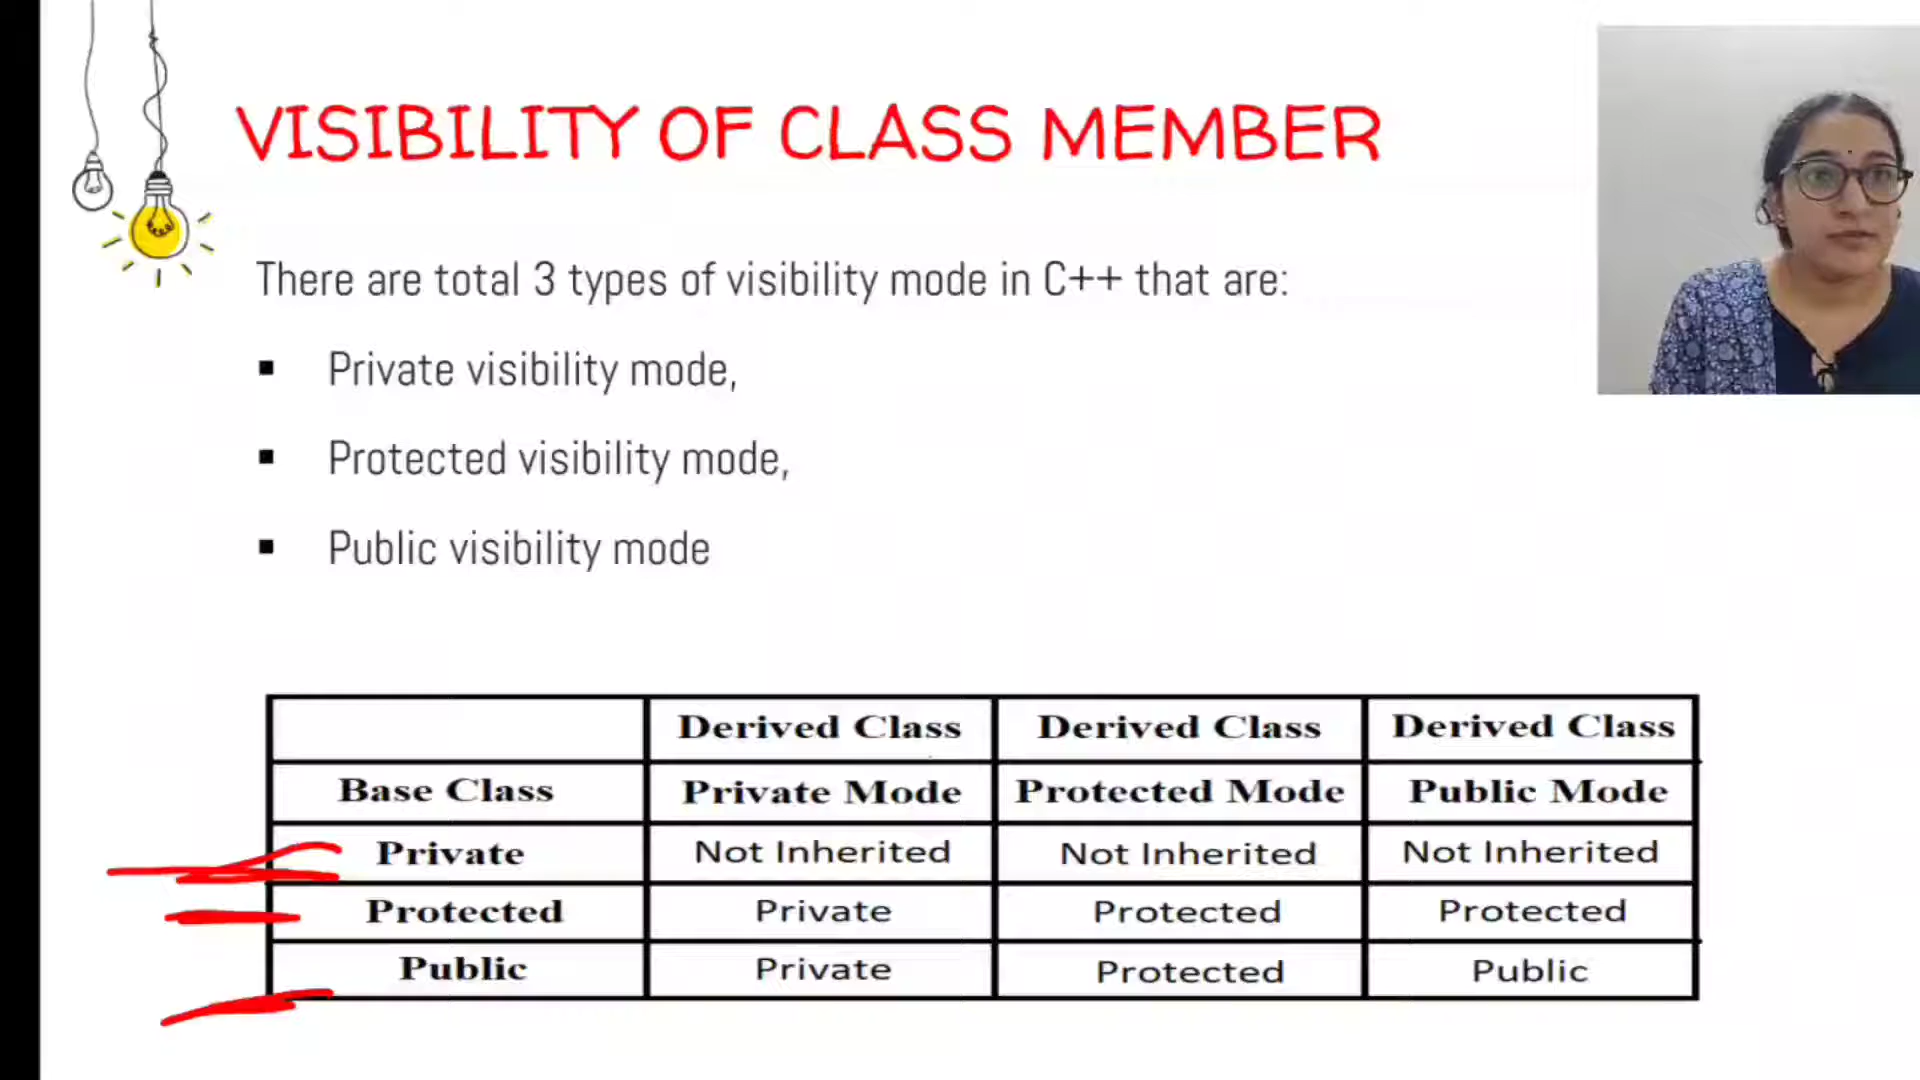 VISIBILITY OF CLASS MEMBER
There are total 3 types of visibility mode in C++ that are:
▪ Private visibility mode,
▪ Protected visibility mode,
▪ Public visibility mode
Derived Class Derived Class Derived Class
Base Class Private Mode Protected Mode Public Mode
Private Not Inherited Not Inherited Not Inherited
Protected Private Protected Protected
Public Private Protected Public